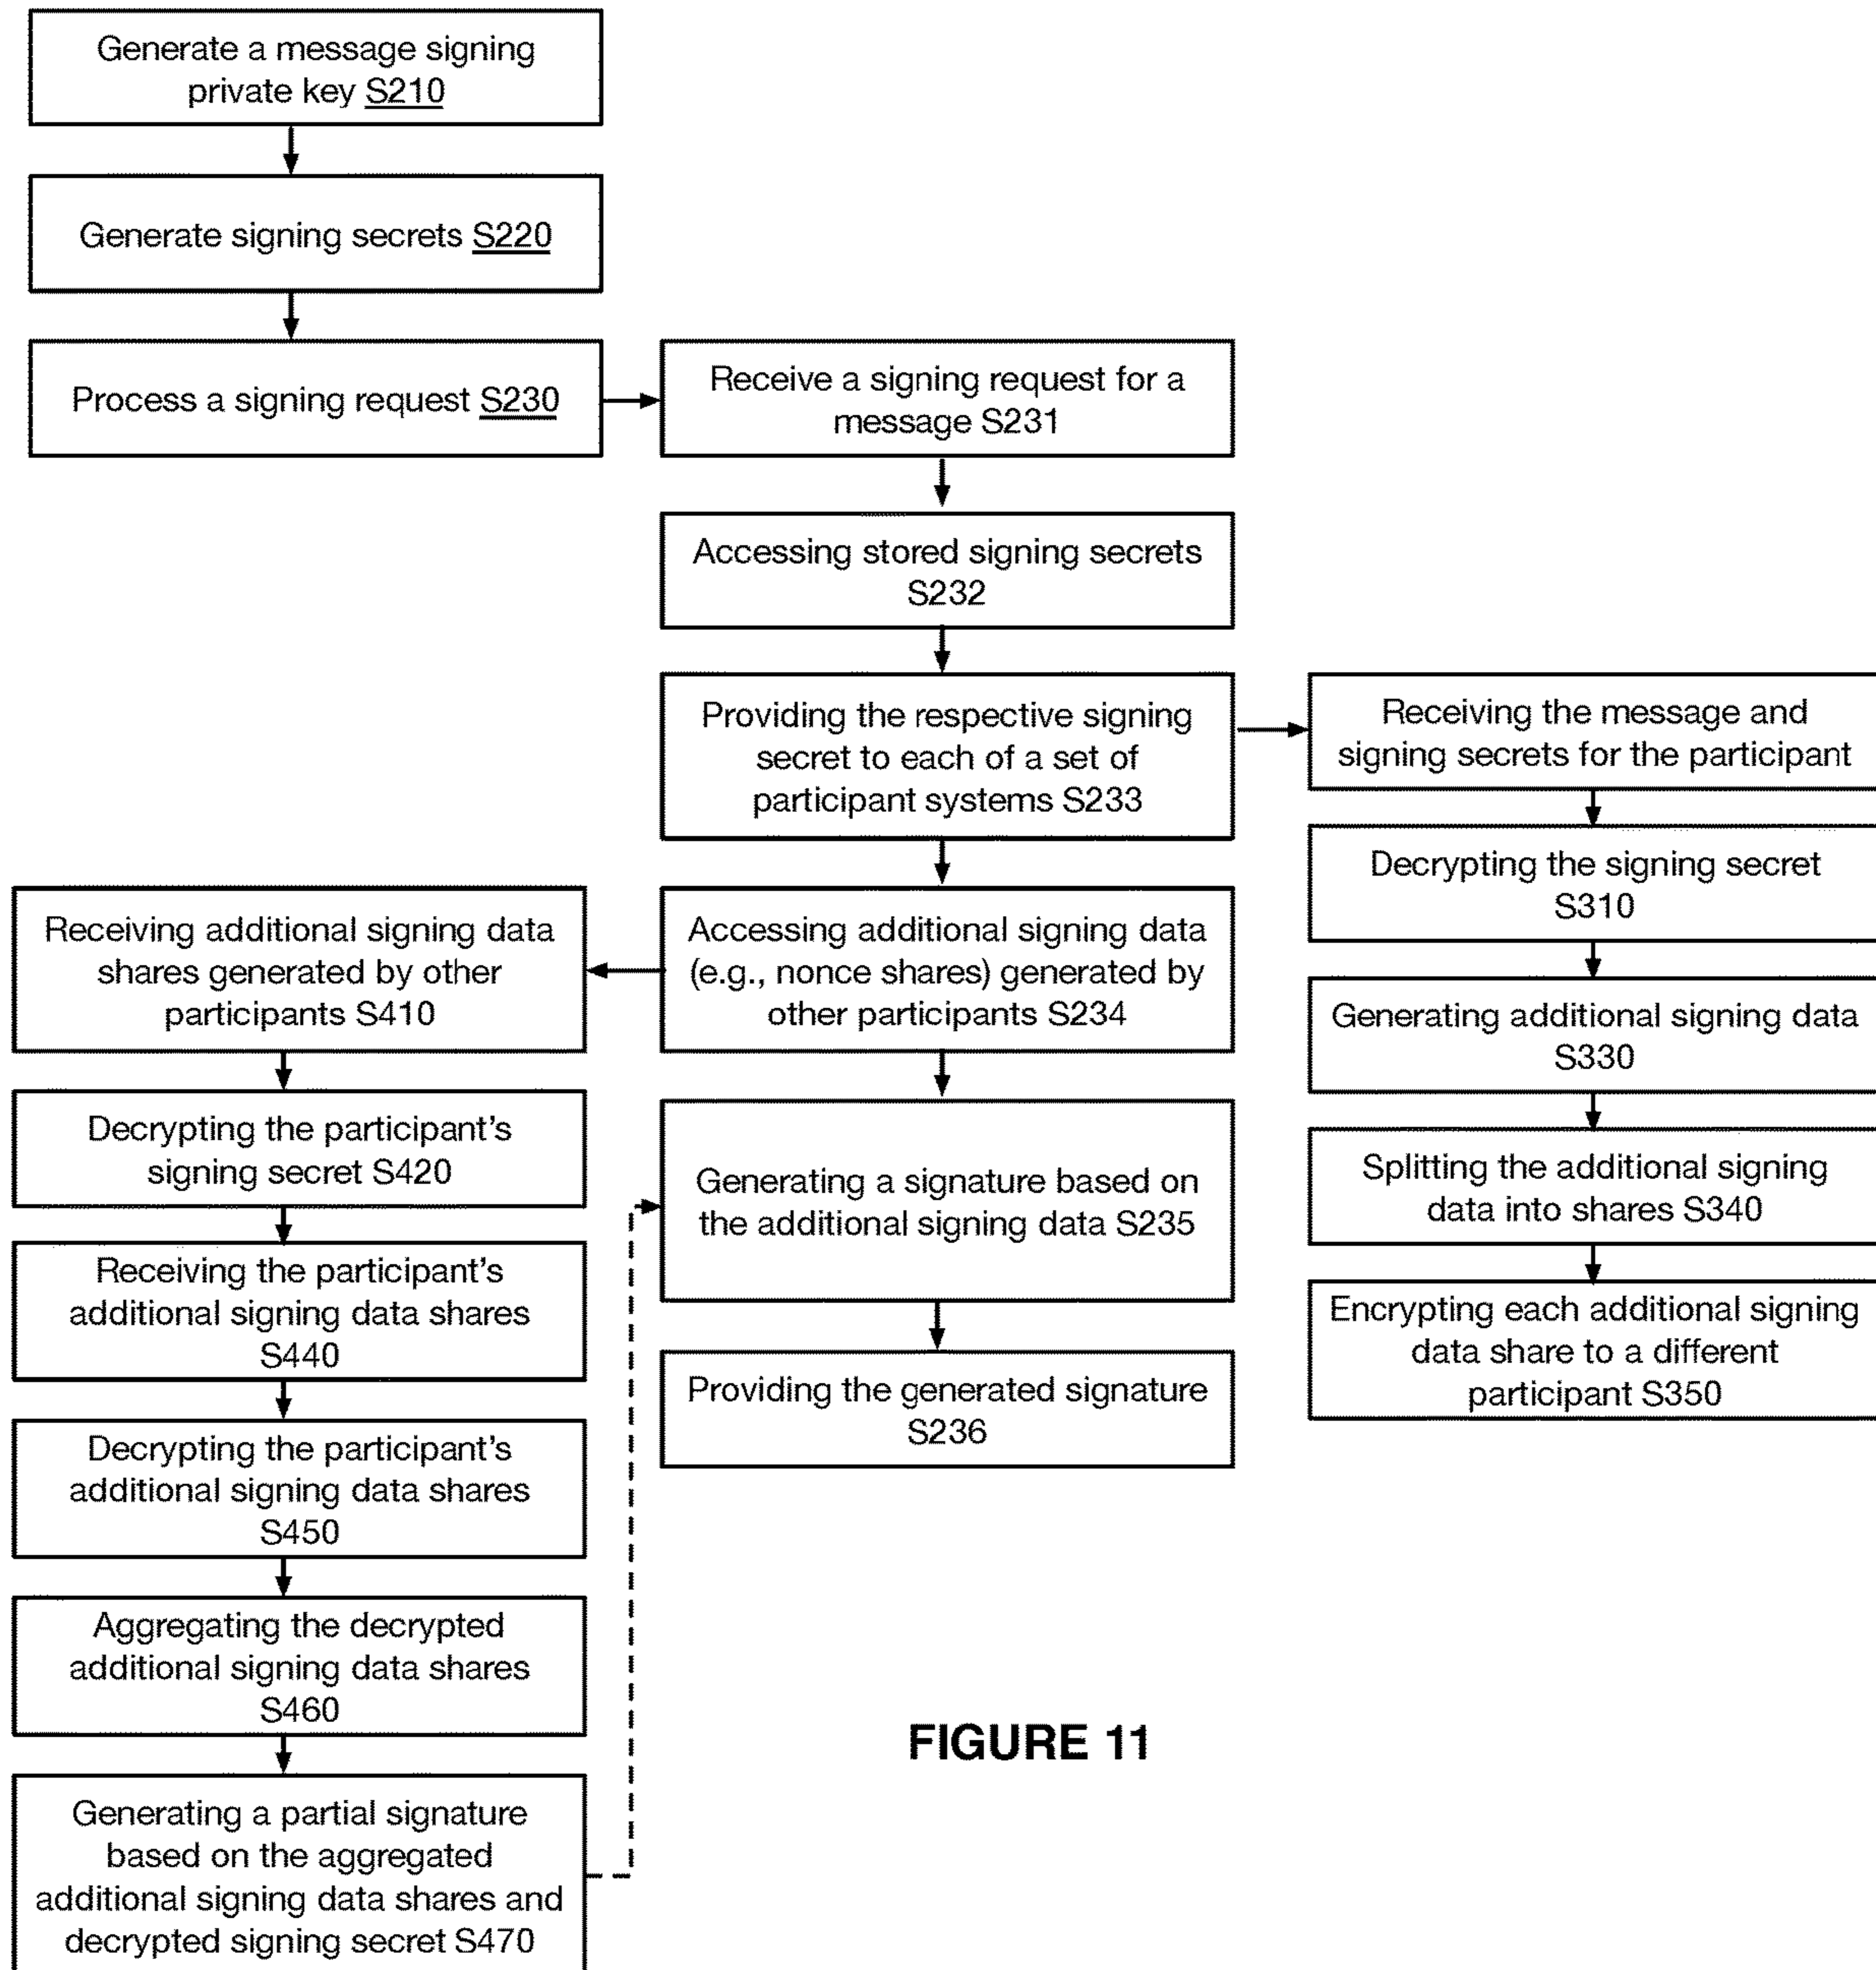 Generate a message signing
private key S210
Generate signing secrets S220
Process a signing request S230
Receive a signing request for a
message S231
Accessing stored signing secrets
S232
Providing the respective signing
secret to each of a set of
participant systems S233
Receiving the message and
signing secrets for the participant
Decrypting the signing secret
S310
Generating additional signing data
S330
Splitting the additional signing
data into shares S340
Encrypting each additional signing
data share to a different
participant S350
Accessing additional signing data
(e.g., nonce shares) generated by
other participants S234
Receiving additional signing data
shares generated by other
participants S410
Decrypting the participant's
signing secret S420
Receiving the participant's
additional signing data shares
S440
Decrypting the participant's
additional signing data shares
S450
Aggregating the decrypted
additional signing data shares
S460
Generating a partial signature
based on the aggregated
additional signing data shares and
decrypted signing secret S470
Generating a signature based on
the additional signing data S235
Providing the generated signature
S236
FIGURE 11